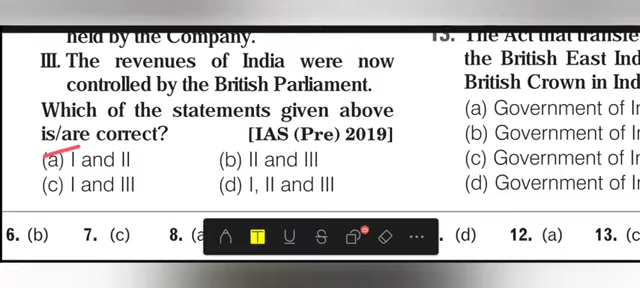 held by the Company.
III. The revenues of India were now
controlled by the British Parliament.
Which of the statements given above
is/are correct? [IAS (Pre) 2019]
(a) I and II (b) II and III
(c) I and III (d) I, II and III
13. The Act that transfe
the British East Ind
British Crown in Ind
(a) Government of I
(b) Government of I
(c) Government of I
(d) Government of I
6. (b) 7. (c) 8. (a . (d) 12. (a) 13. (c